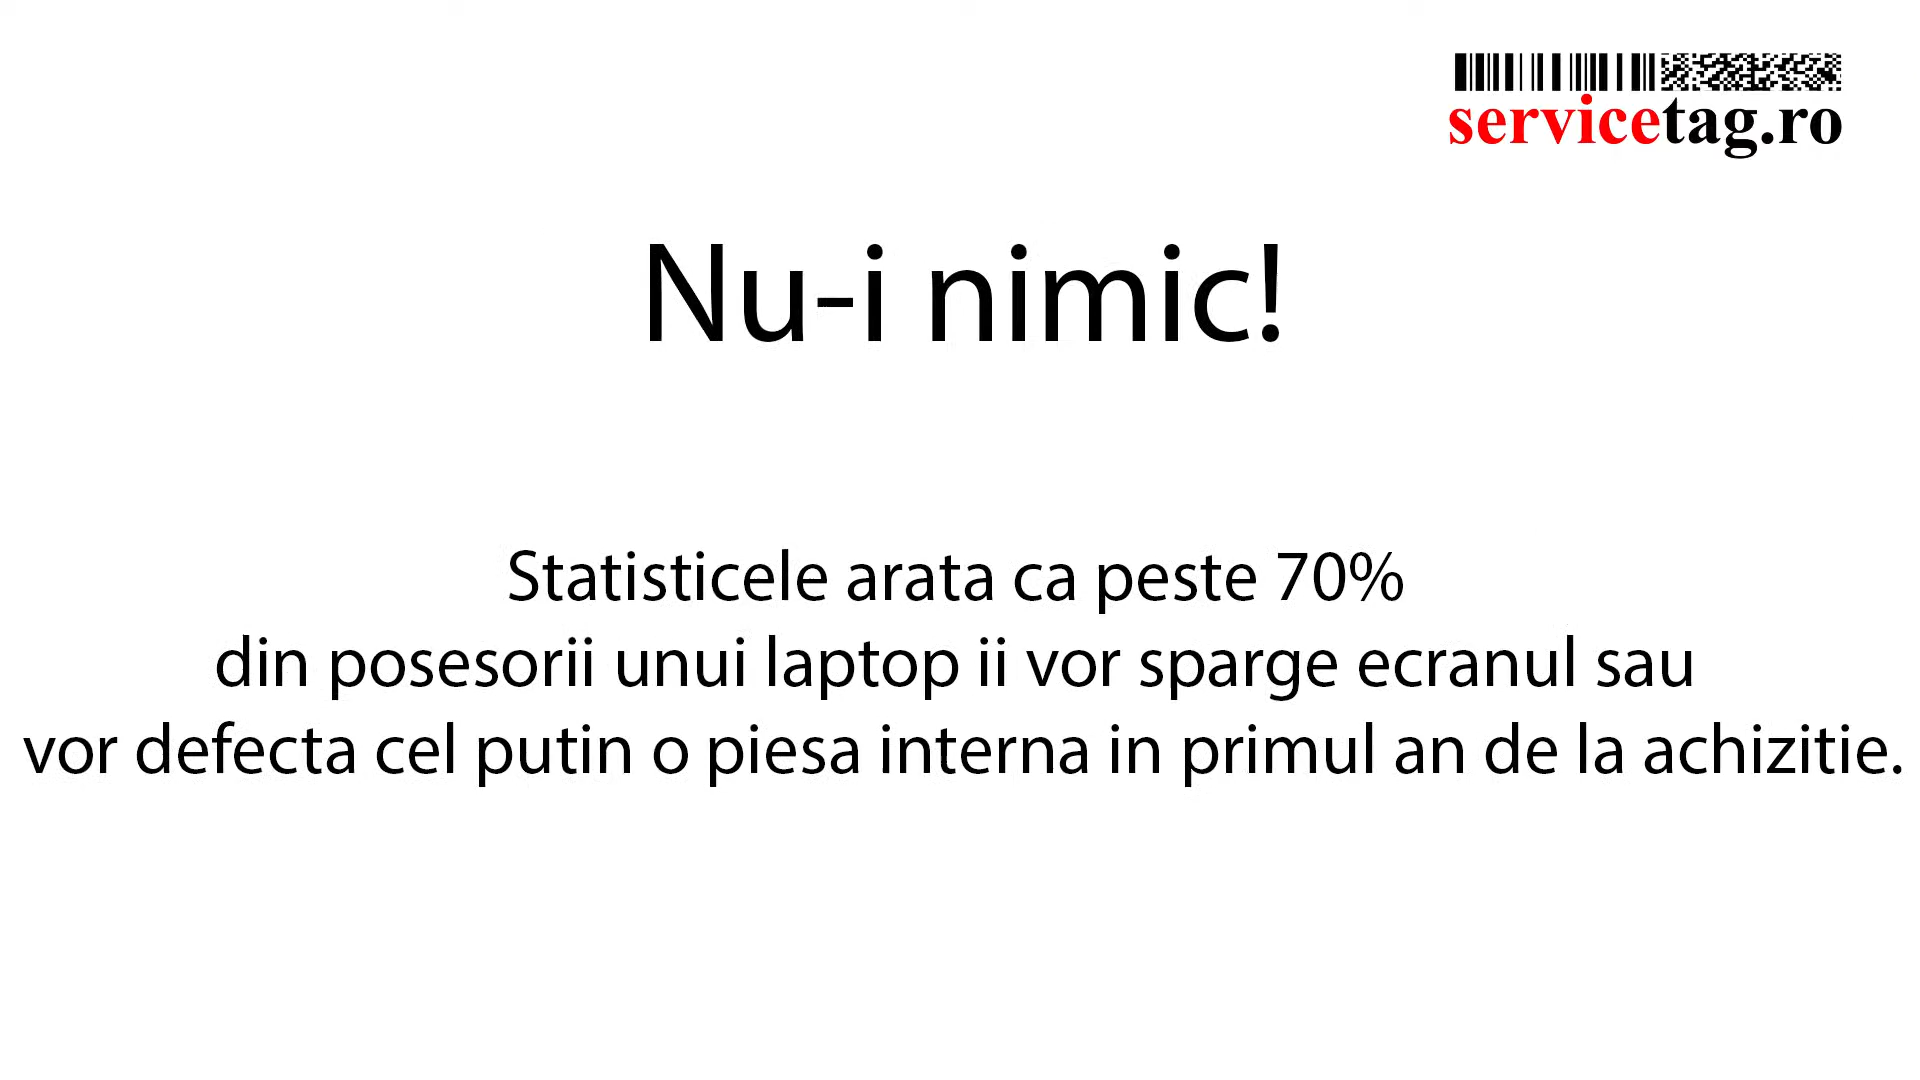 servicetag.ro
Nu-i nimic!
Statisticele arata ca peste 70%
din posesorii unui laptop ii vor sparge ecranul sau
vor defecta cel putin o piesa interna in primul an de la achizitie.